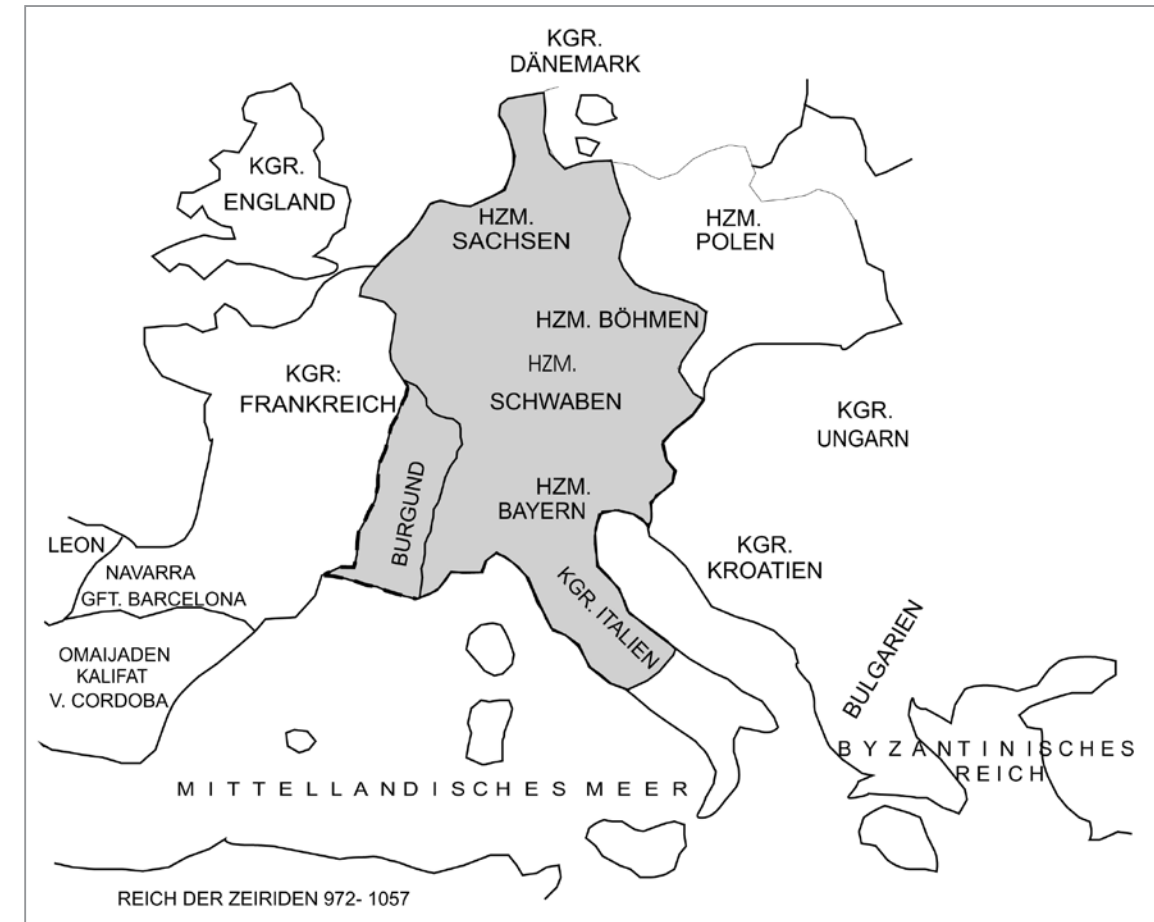 KGR.
DÄNEMARK
KGR.
ENGLAND
HZM.
SACHSEN
HZM.
POLEN
HZM. BÖHMEN
HZM.
SCHWABEN
KGR:
FRANKREICH
KGR.
UNGARN
BURGUND
HZM.
BAYERN
LEON
NAVARRA
GFT. BARCELONA
KGR.
KROATIEN
KGR. ITALIEN
OMAIJADEN
KALIFAT
V. CORDOBA
BULGARIEN
BYZANTINISCHES
REICH
MITTELLANDISCHES MEER
REICH DER ZEIRIDEN 972- 1057